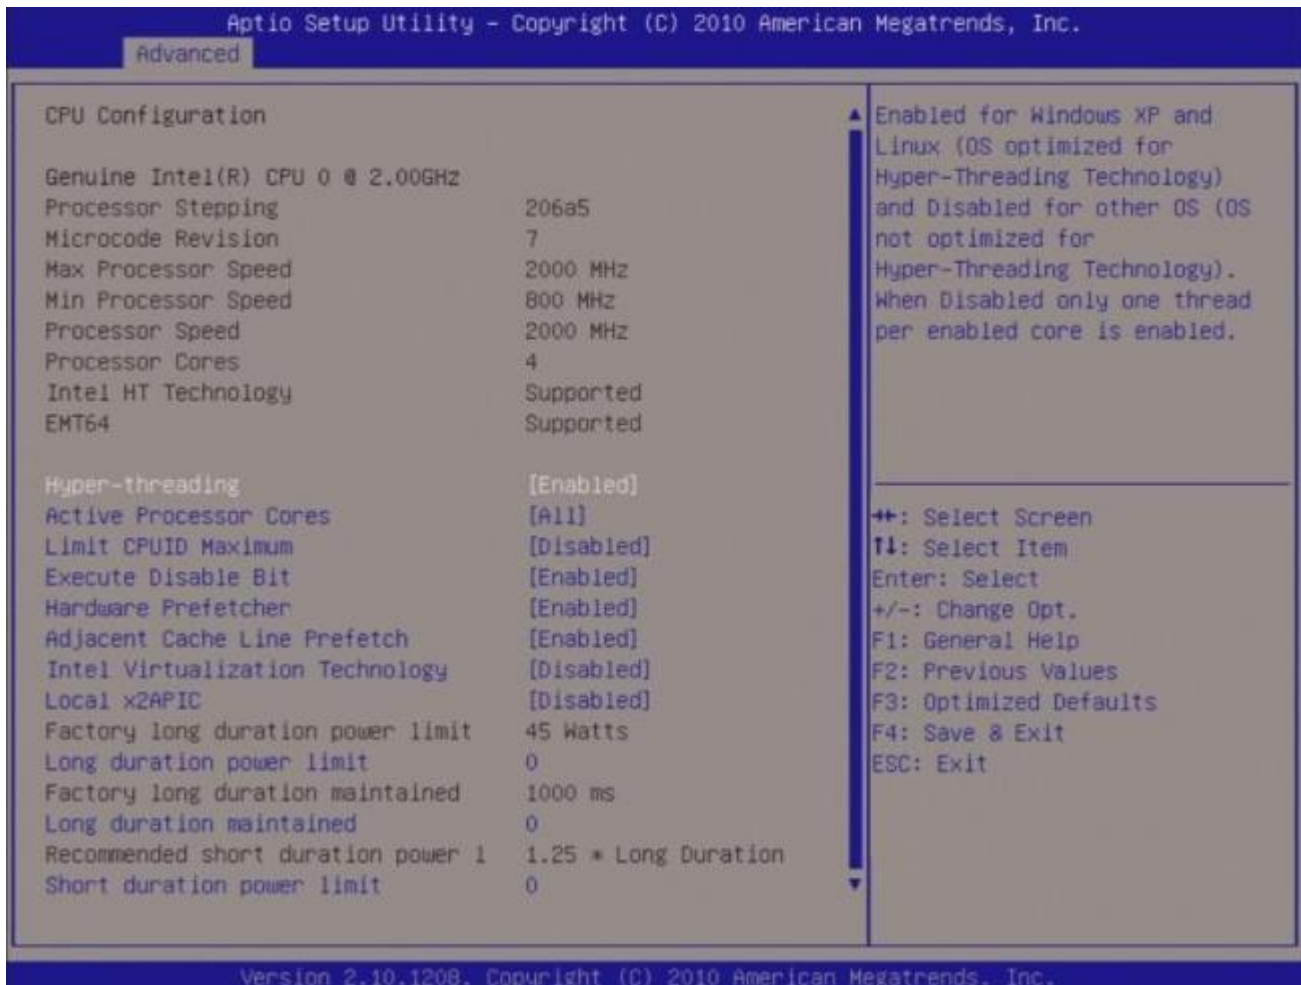 Aptio Setup Utility – Copyright (C) 2010 American Megatrends, Inc.
Advanced
CPU Configuration
Genuine Intel(R) CPU 0 @ 2.00GHz
Processor Stepping 206a5
Microcode Revision 7
Max Processor Speed 2000 MHz
Min Processor Speed 800 MHz
Processor Speed 2000 MHz
Processor Cores 4
Intel HT Technology Supported
EMT64 Supported
Hyper-threading [Enabled]
Active Processor Cores [All]
Limit CPUID Maximum [Disabled]
Execute Disable Bit [Enabled]
Hardware Prefetcher [Enabled]
Adjacent Cache Line Prefetch [Enabled]
Intel Virtualization Technology [Disabled]
Local x2APIC [Disabled]
Factory long duration power limit 45 Watts
Long duration power limit 0
Factory long duration maintained 1000 ms
Long duration maintained 0
Recommended short duration power l 1.25 * Long Duration
Short duration power limit 0
Enabled for Windows XP and
Linux (OS optimized for
Hyper-Threading Technology)
and Disabled for other OS (OS
not optimized for
Hyper-Threading Technology).
When Disabled only one thread
per enabled core is enabled.
→←: Select Screen
↑↓: Select Item
Enter: Select
+/-: Change Opt.
F1: General Help
F2: Previous Values
F3: Optimized Defaults
F4: Save & Exit
ESC: Exit
Version 2.10.1208. Copyright (C) 2010 American Megatrends, Inc.